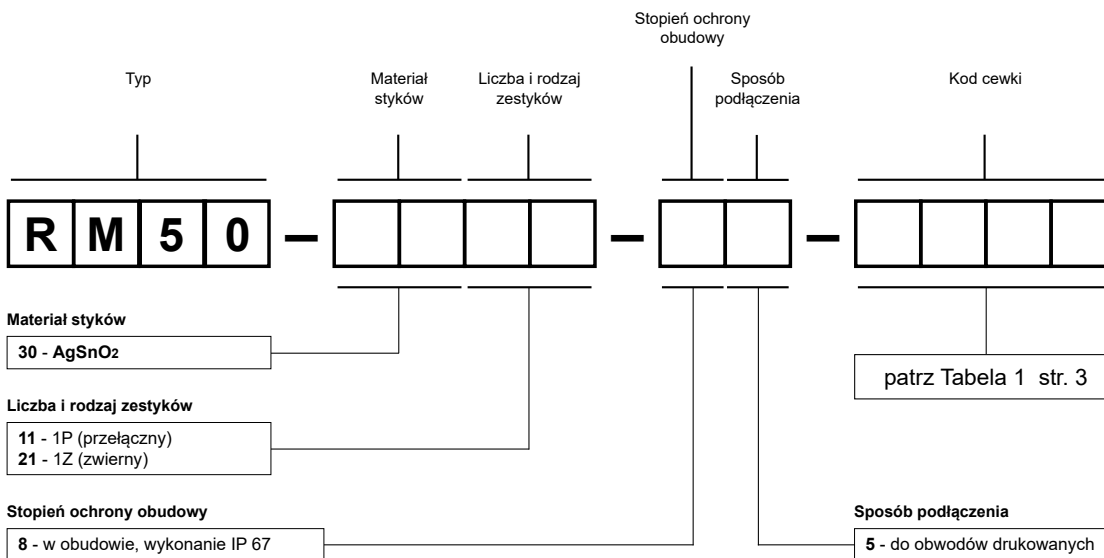 Stopień ochrony
obudowy
Typ
Materiał
styków
Liczba i rodzaj
zestyków
Sposób
podłączenia
Kod cewki
R M 5 0 – – –
Materiał styków
30 - AgSnO2
patrz Tabela 1 str. 3
Liczba i rodzaj zestyków
11 - 1P (przełączny)
21 - 1Z (zwierny)
Stopień ochrony obudowy
8 - w obudowie, wykonanie IP 67
Sposób podłączenia
5 - do obwodów drukowanych